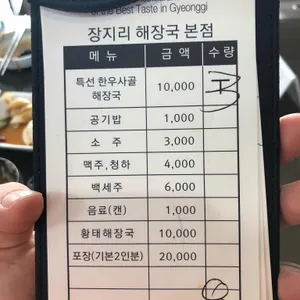 of the Best Taste in Gyeonggi
장지리 해장국 본점
메 뉴 금 액 수 량
특선 한우사골
해장국 10,000
공기밥 1,000
소 주 3,000
맥주,청하 4,000
백세주 6,000
음료(캔) 1,000
황태해장국 10,000
포장(기본2인분) 20,000